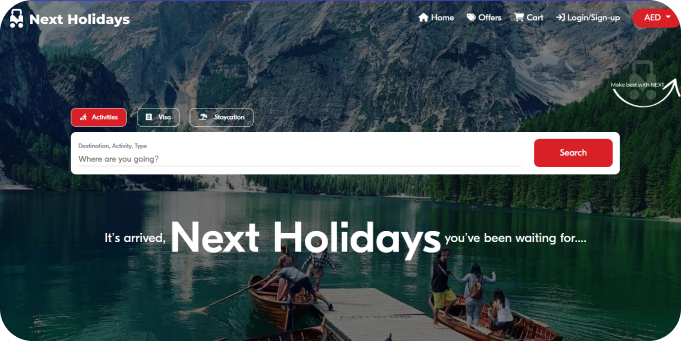 Next Holidays
Home
Offers
Cart
Login/Sign-up
AED
Make best with NEXT
Activities
Visa
Staycation
Destination, Activity, Type
Where are you going?
Search
It's arrived, Next Holidays you've been waiting for....